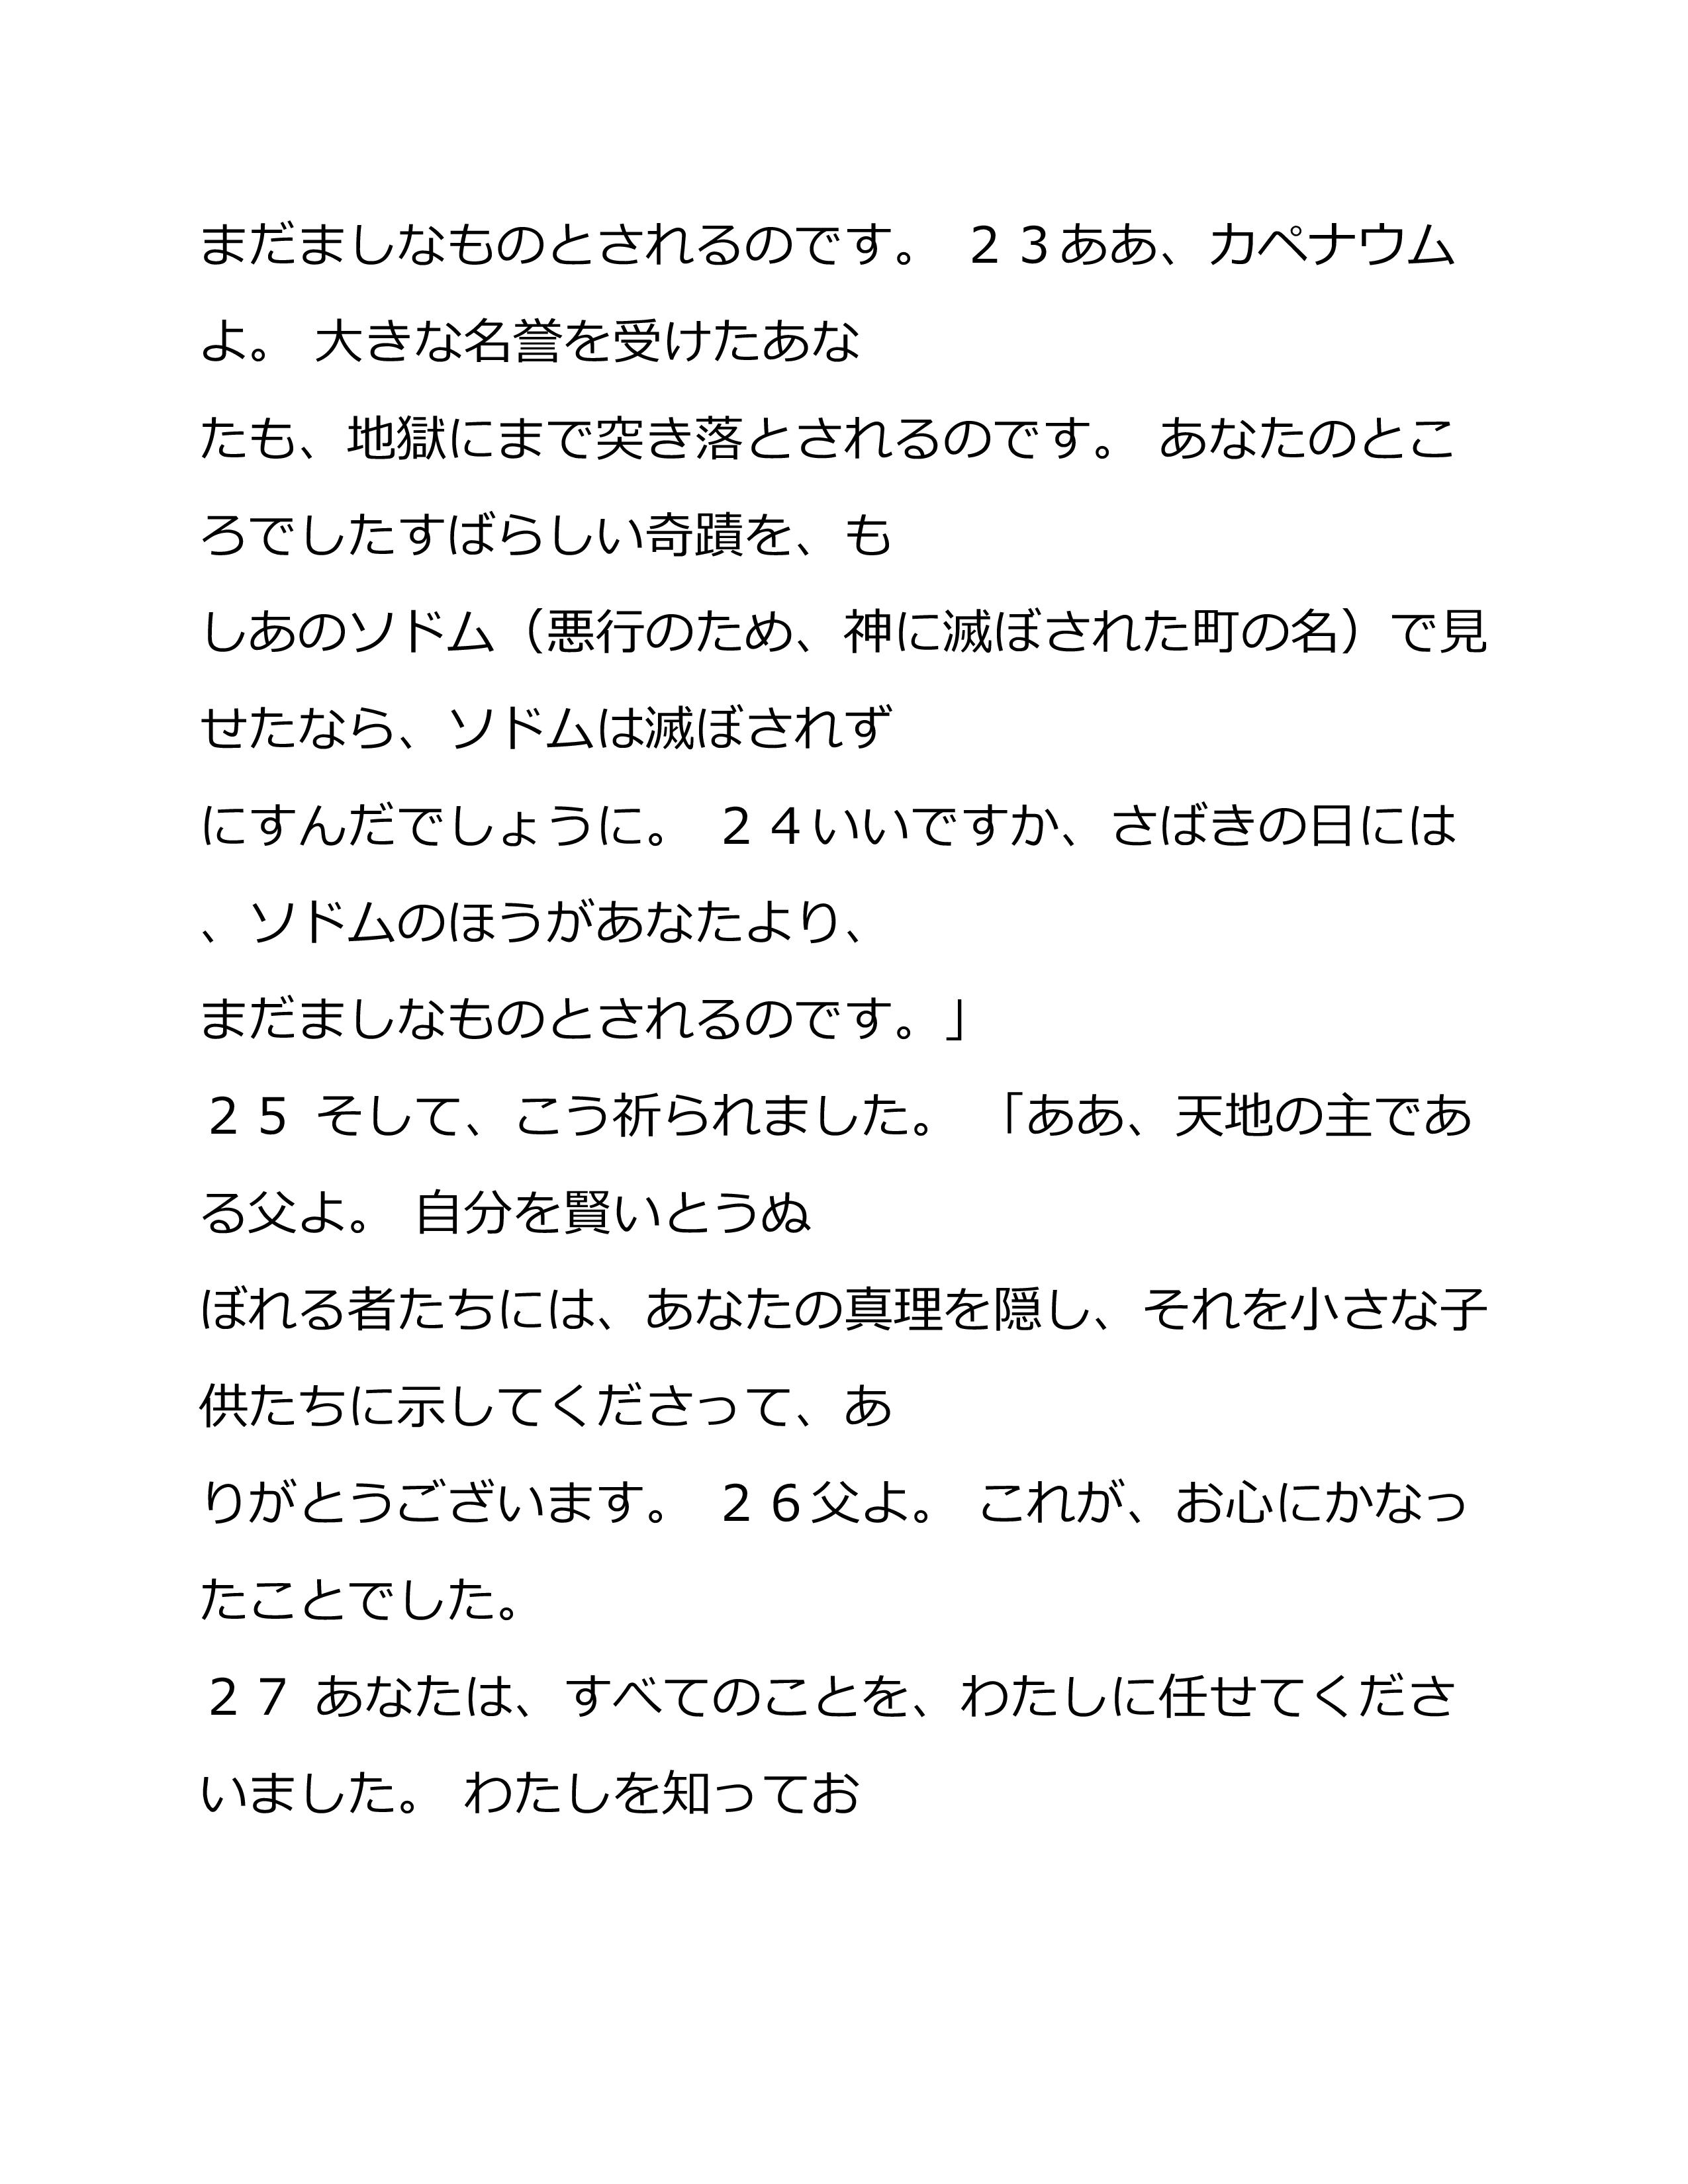 まだましなものとされるのです。 ２３ああ、カペナウム
よ。 大きな名誉を受けたあな
たも、地獄にまで突き落とされるのです。 あなたのとこ
ろでしたすばらしい奇蹟を、も
しあのソドム（悪行のため、神に滅ぼされた町の名）で見
せたなら、ソドムは滅ぼされず
にすんだでしょうに。 ２４いいですか、さばきの日には
、ソドムのほうがあなたより、
まだましなものとされるのです。」
２５ そして、こう祈られました。 「ああ、天地の主であ
る父よ。 自分を賢いとうぬ
ぼれる者たちには、あなたの真理を隠し、それを小さな子
供たちに示してくださって、あ
りがとうございます。 ２６父よ。 これが、お心にかなっ
たことでした。
２７ あなたは、すべてのことを、わたしに任せてくださ
いました。 わたしを知ってお